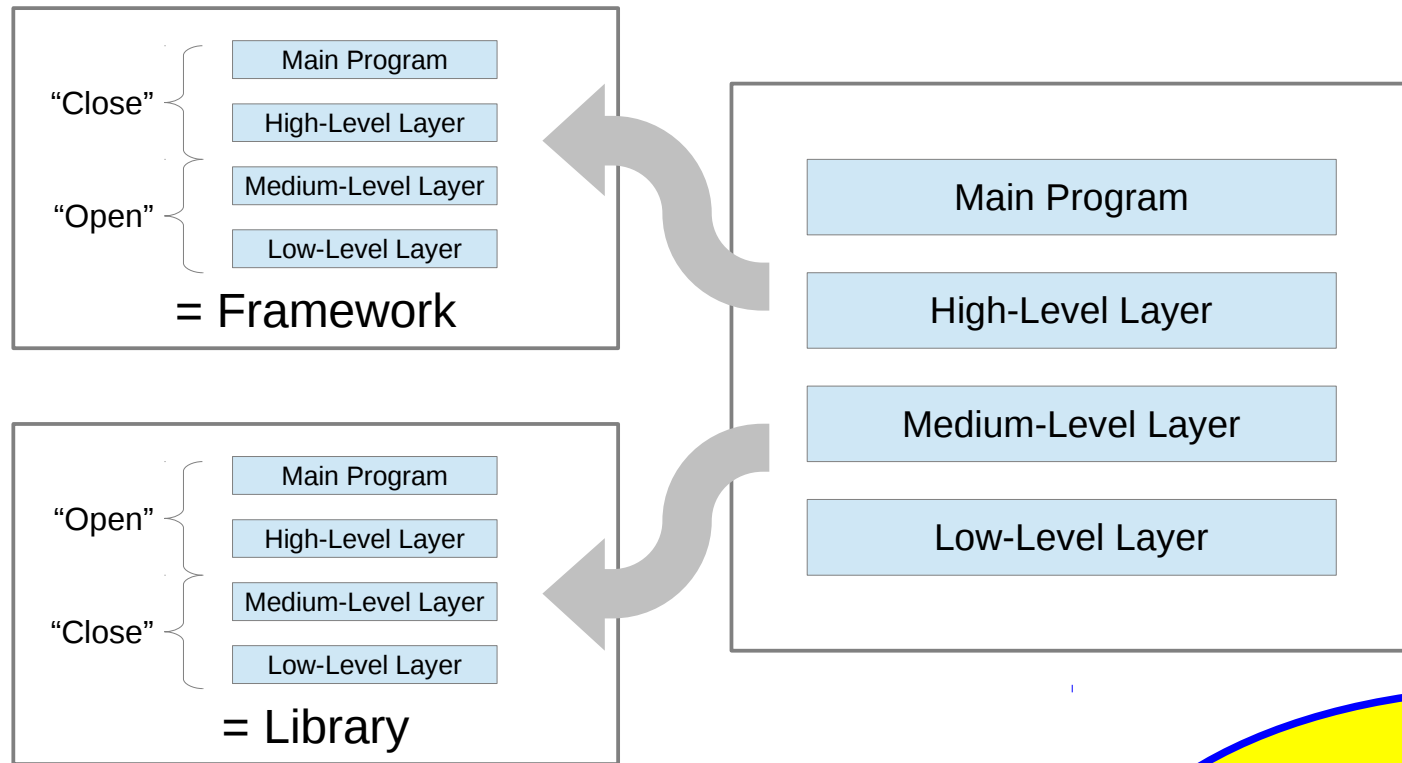 Main Program
“Close”
High-Level Layer
Medium-Level Layer
“Open”
Low-Level Layer
= Framework
Main Program
“Open”
High-Level Layer
Medium-Level Layer
“Close”
Low-Level Layer
= Library
Main Program
High-Level Layer
Medium-Level Layer
Low-Level Layer